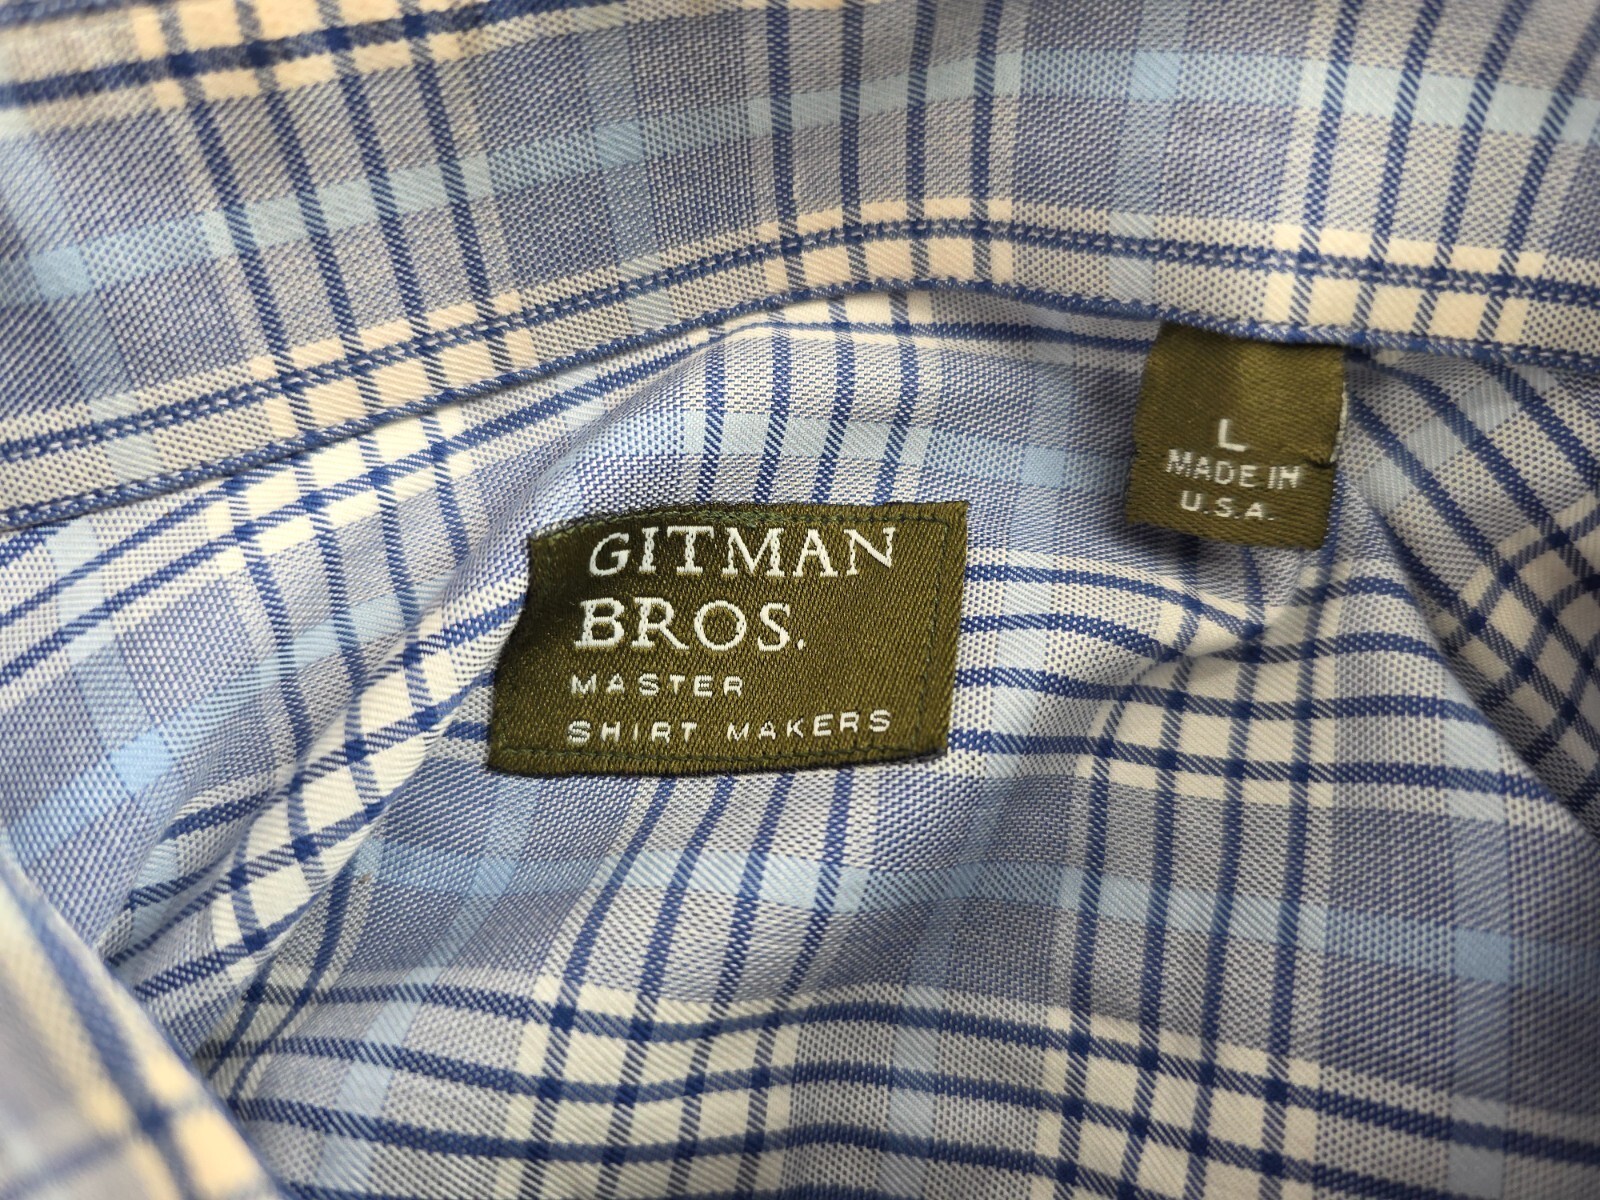 GITMAN
BROS.
MASTER
SHIRT MAKERS
L
MADE IN
U.S.A.